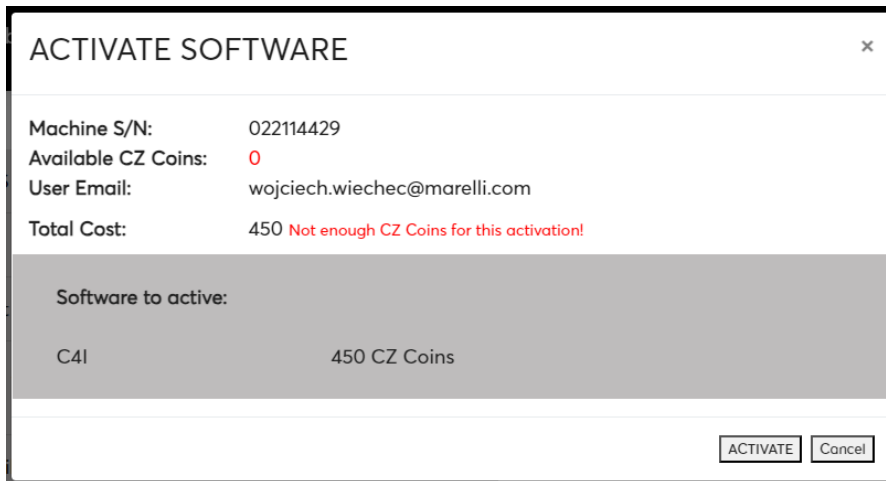 ACTIVATE SOFTWARE ×
Machine S/N: 022114429
Available CZ Coins: 0
User Email: wojciech.wiechec@marelli.com
Total Cost: 450 Not enough CZ Coins for this activation!
Software to active:
C4I 450 CZ Coins
ACTIVATE Cancel